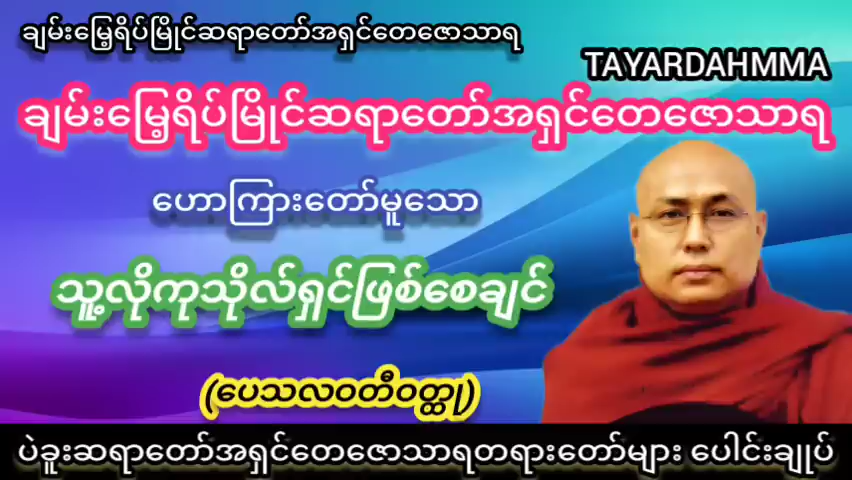 ချမ်းမြေ့ရိပ်မြိုင်ဆရာတော်အရှင်တေဇောသာရ
TAYARDAHMMA
ချမ်းမြေ့ရိပ်မြိုင်ဆရာတော်အရှင်တေဇောသာရ
ဟောကြားတော်မူသော
သူ့လိုကုသိုလ်ရှင်ဖြစ်စေချင်
(ပေသလဝတီဝတ္ထု)
ပဲခူးဆရာတော်အရှင်တေဇောသာရတရားတော်များ ပေါင်းချုပ်